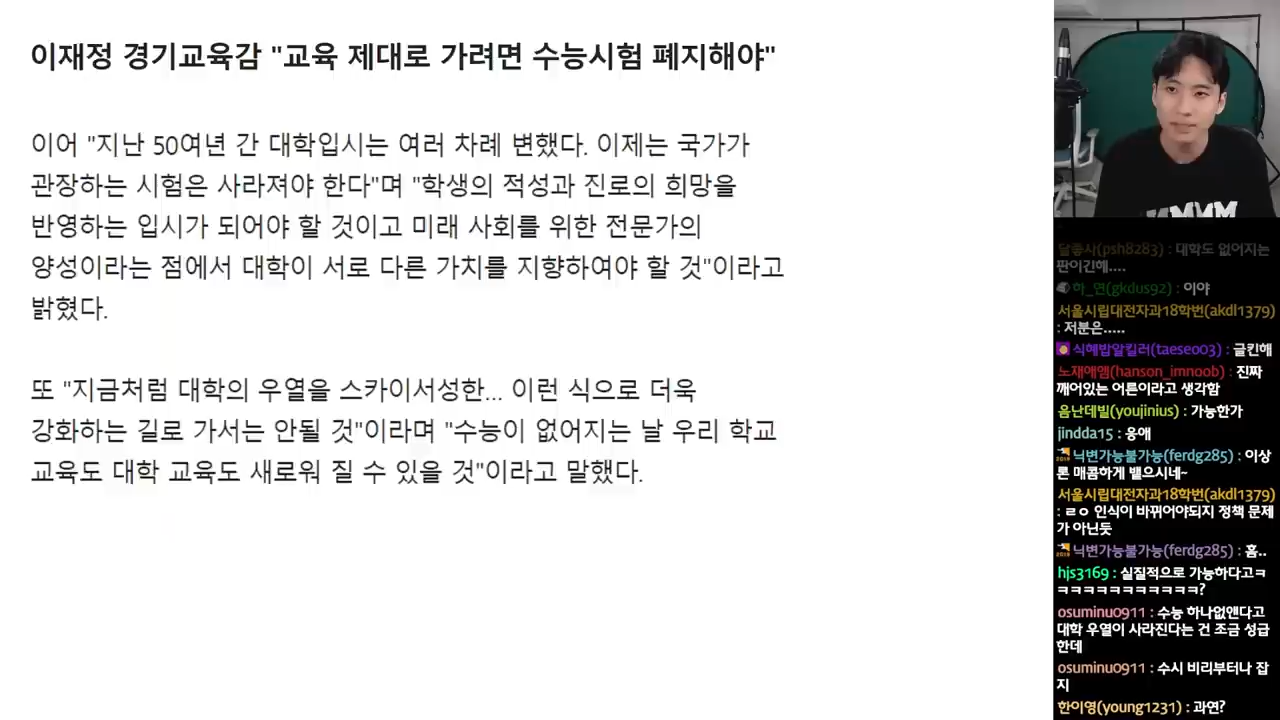 이재정 경기교육감 "교육 제대로 가려면 수능시험 폐지해야"
이어 "지난 50여년 간 대학입시는 여러 차례 변했다. 이제는 국가가
관장하는 시험은 사라져야 한다"며 "학생의 적성과 진로의 희망을
반영하는 입시가 되어야 할 것이고 미래 사회를 위한 전문가의
양성이라는 점에서 대학이 서로 다른 가치를 지향하여야 할 것"이라고
밝혔다.
또 "지금처럼 대학의 우열을 스카이서성한... 이런 식으로 더욱
강화하는 길로 가서는 안될 것"이라며 "수능이 없어지는 날 우리 학교
교육도 대학 교육도 새로워 질 수 있을 것"이라고 말했다.
(psh8283) : 대학도 없어지는
판이긴해....
하_연(gkdus92) : 이야
서울시립대전자과18학번(akdl1379)
: 저분은.....
식혜밥알킬러(taeseo03) : 글킨해
노재애엠(hanson_imnoob) : 진짜
깨어있는 어른이라고 생각함
음난데빌(youjinius) : 가능한가
jindda15 : 응애
닉변가능불가능(ferdg285) : 이상
론 매콤하게 뱉으시네~
서울시립대전자과18학번(akdl1379)
: ㄹㅇ 인식이 바뀌어야되지 정책 문제
가 아닌듯
닉변가능불가능(ferdg285) : 흠..
hjs3169 : 실질적으로 가능하다고ㅋ
ㅋㅋㅋㅋㅋㅋㅋㅋㅋㅋㅋ?
osuminu0911 : 수능 하나없앤다고
대학 우열이 사라진다는 건 조금 성급
한데
osuminu0911 : 수시 비리부터나 잡
지
한이영(young1231) : 과연?